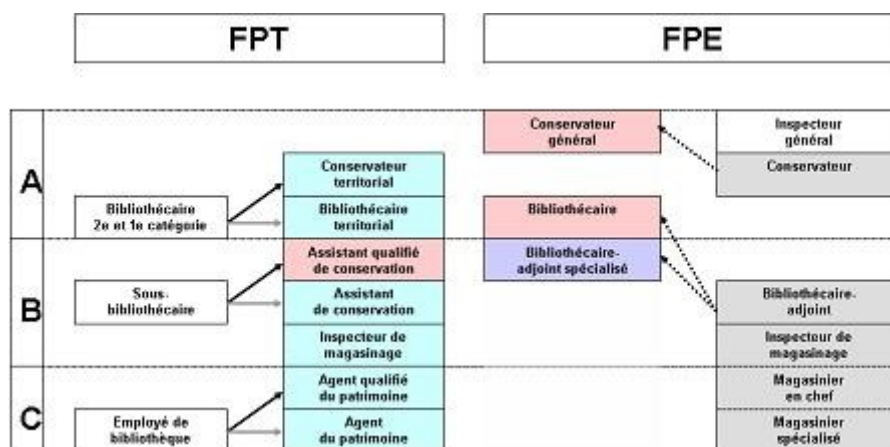 FPT
FPE
A
Conservateur
général
Inspecteur
général
Conservateur
territorial
Conservateur
Bibliothécaire
2e et 1e catégorie
Bibliothécaire
territorial
Bibliothécaire
B
Assistant qualifié
de conservation
Bibliothécaire-
adjoint spécialisé
Sous-
bibliothécaire
Assistant
de conservation
Bibliothécaire-
adjoint
Inspecteur de
magasinage
Inspecteur de
magasinage
C
Agent qualifié
du patrimoine
Magasinier
en chef
Employé de
bibliothèque
Agent
du patrimoine
Magasinier
spécialisé